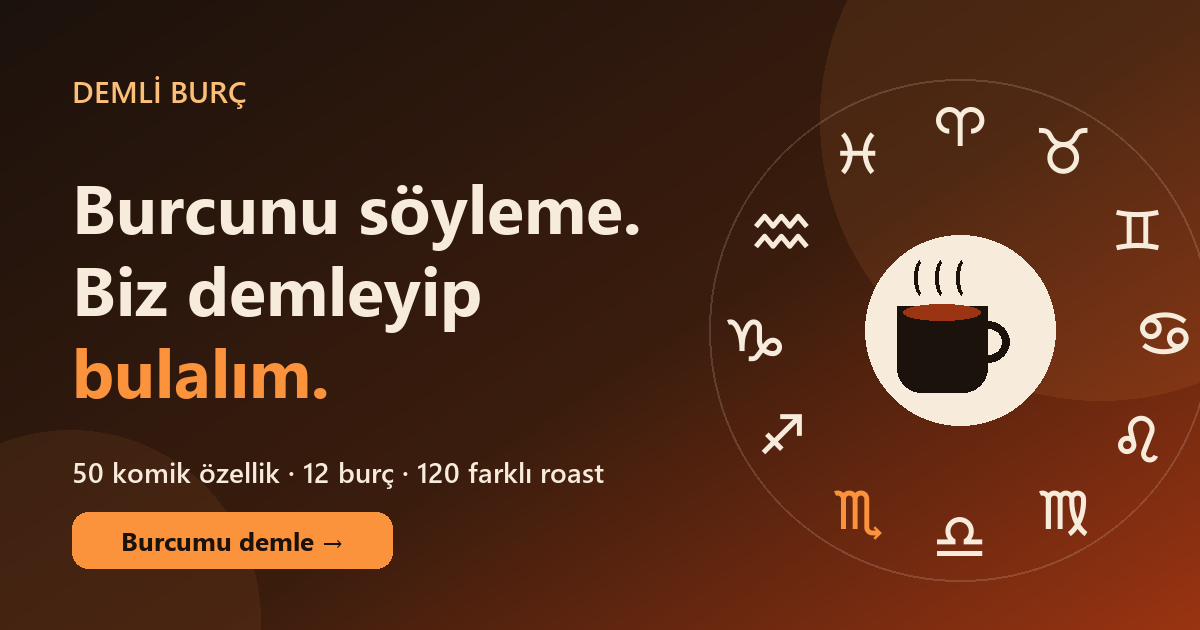 DEMLİ BURÇ
Burcunu söyleme.
Biz demleyip
bulalım.
50 komik özellik · 12 burç · 120 farklı roast
Burcumu demle →